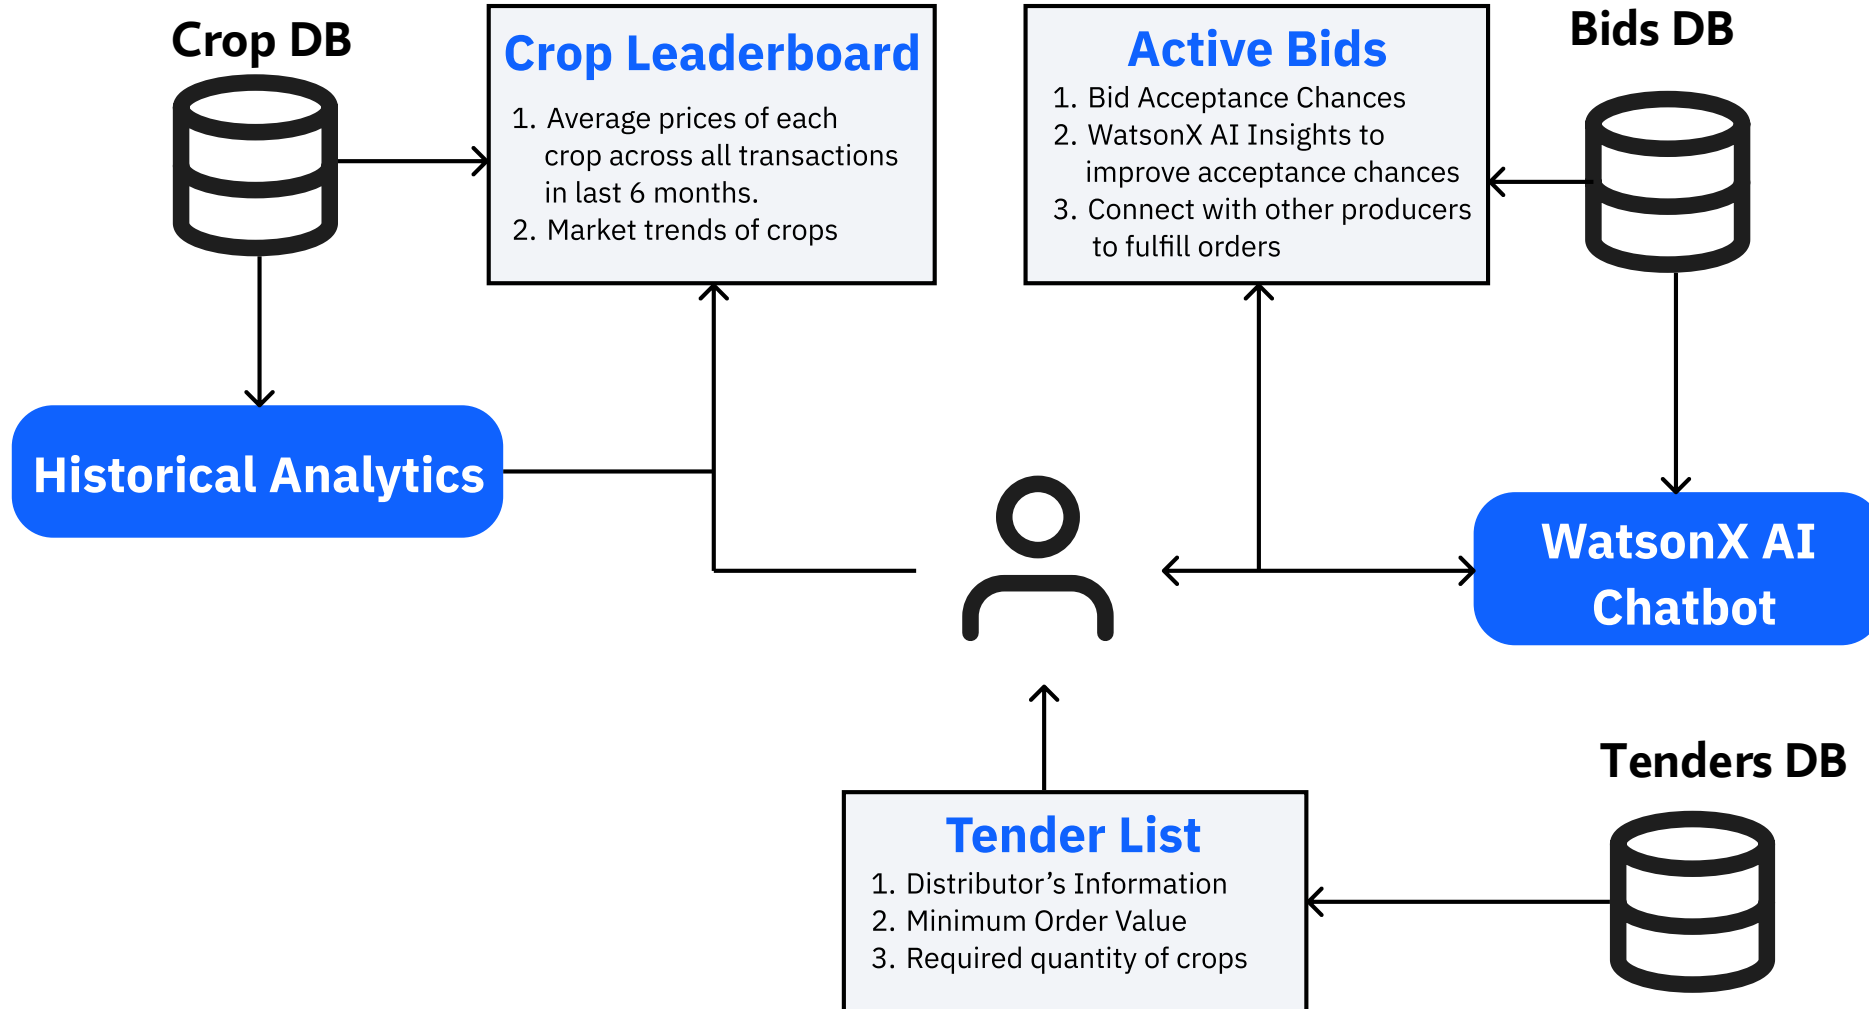 Crop DB
Crop Leaderboard
1. Average prices of each
crop across all transactions
in last 6 months.
2. Market trends of crops
Active Bids
1. Bid Acceptance Chances
2. WatsonX AI Insights to
improve acceptance chances
3. Connect with other producers
to fulfill orders
Bids DB
Historical Analytics
WatsonX AI
Chatbot
Tenders DB
Tender List
1. Distributor’s Information
2. Minimum Order Value
3. Required quantity of crops